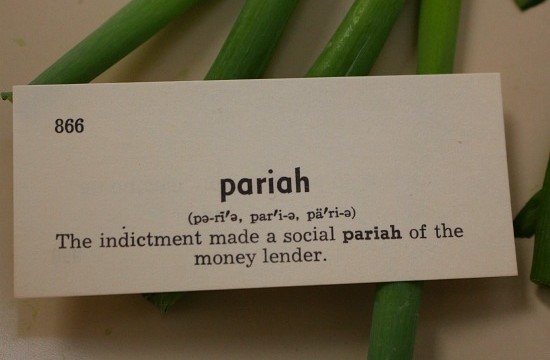 866
pariah
(pə-rī′ə, par′i-ə, pä′ri-ə)
The indictment made a social pariah of the
money lender.